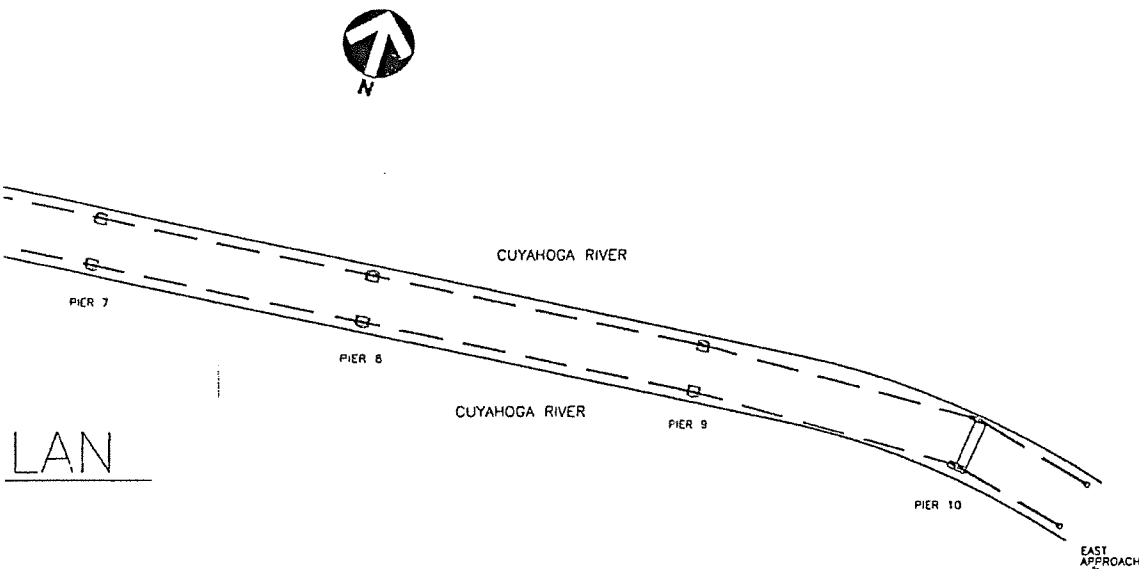 N
CUYAHOGA RIVER
PIER 7
PIER 8
CUYAHOGA RIVER
PIER 9
LAN
PIER 10
EAST
APPROACH